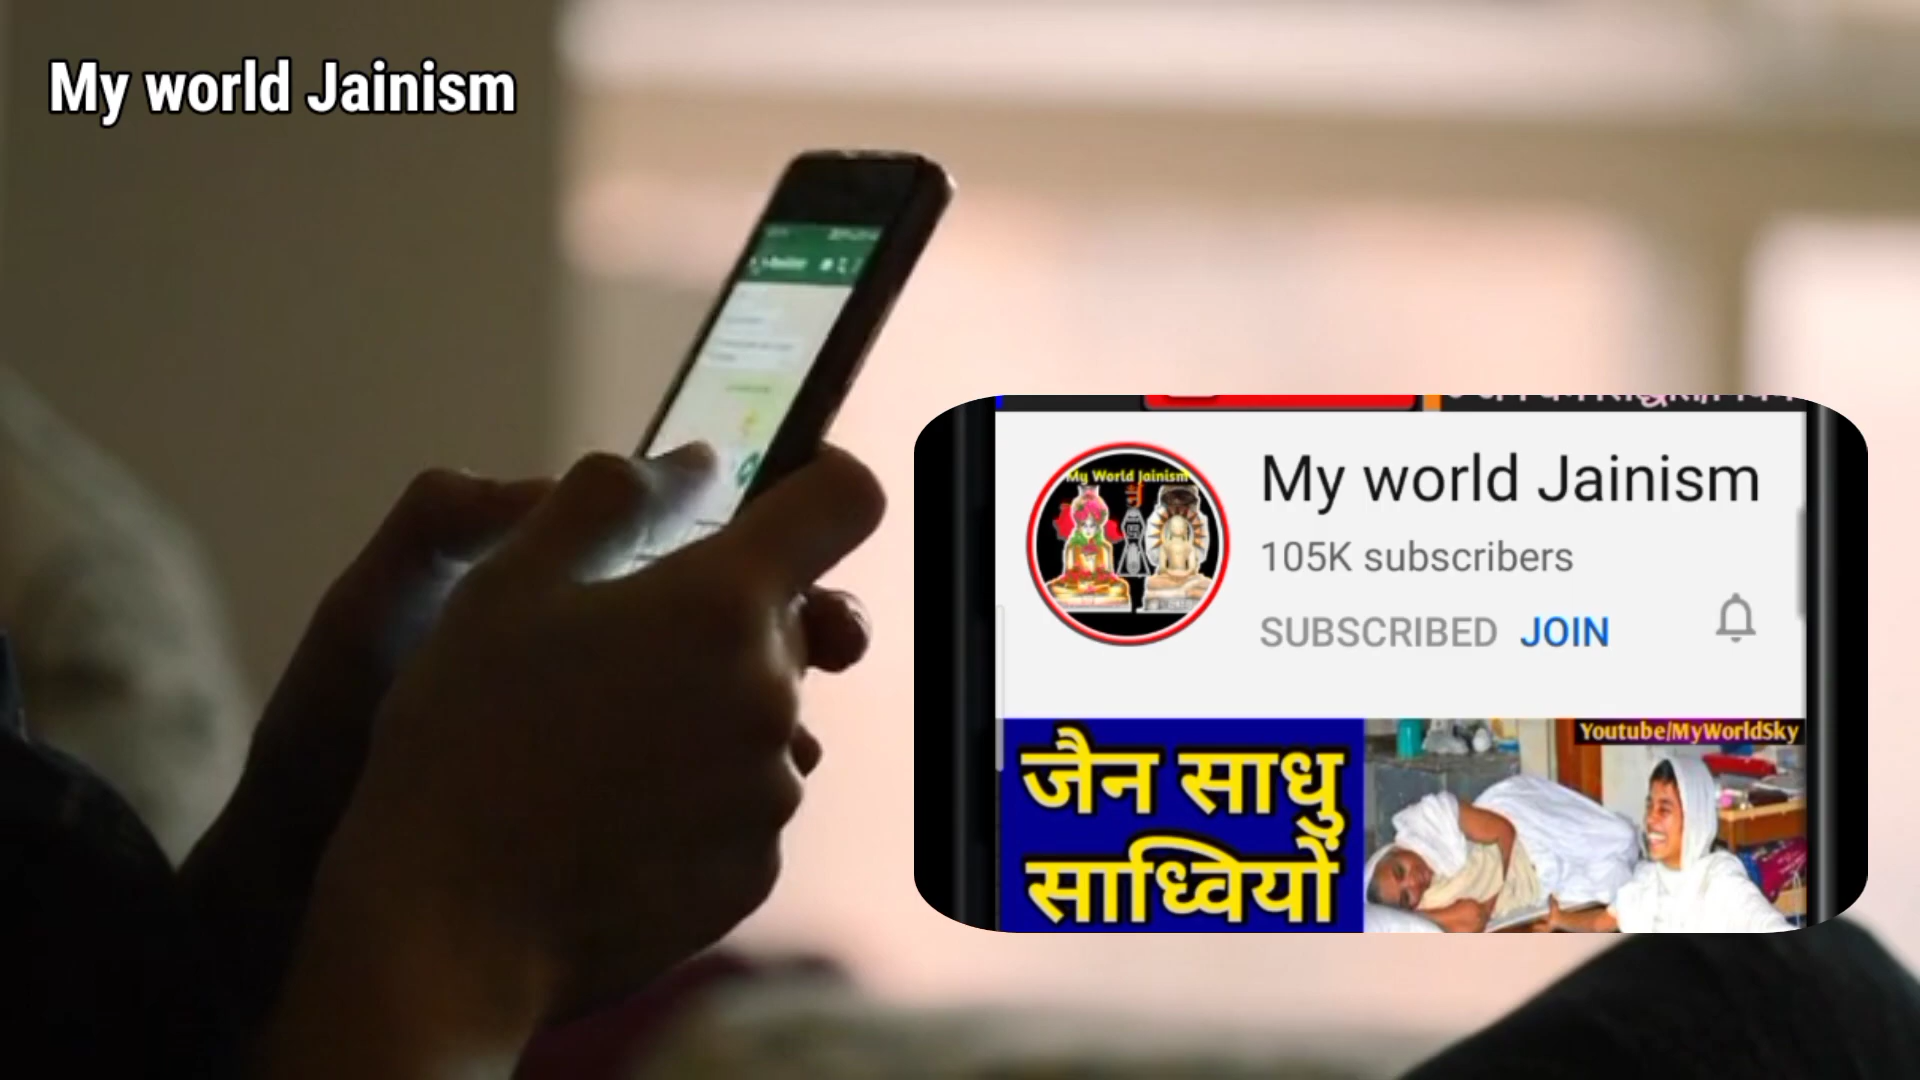 My world Jainism
My World Jainism
My world Jainism
105K subscribers
SUBSCRIBED JOIN
Youtube/MyWorldSky
जैन साधु
साध्वियों